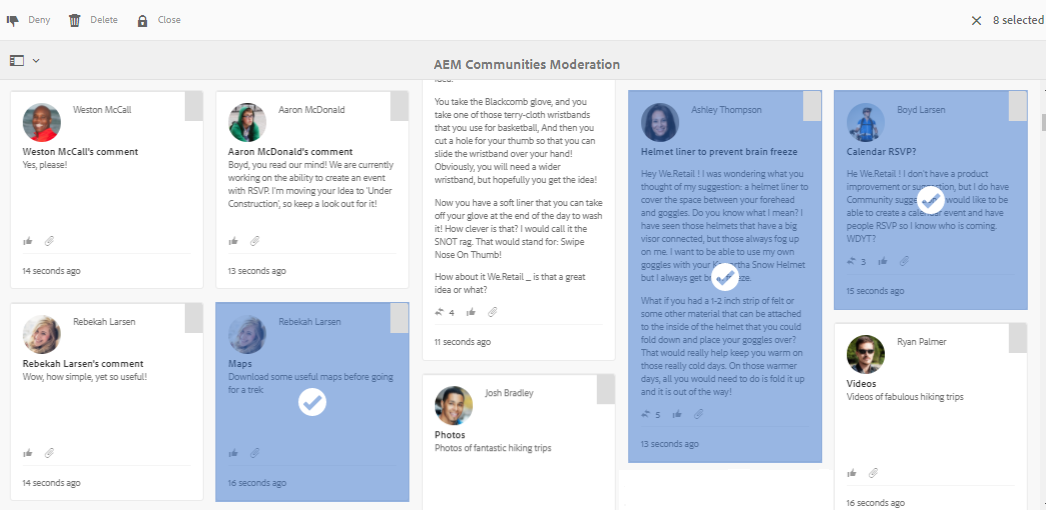 Deny Delete Close
8 selected
AEM Communities Moderation
Weston McCall
Weston McCall's comment
Yes, please!
14 seconds ago
Rebekah Larsen
Rebekah Larsen's comment
Wow, how simple, yet so useful!
14 seconds ago
Aaron McDonald
Aaron McDonald's comment
Boyd, you read our mind! We are currently
working on the ability to create an event
with RSVP. I'm moving your Idea to 'Under
Construction', so keep a look out for it!
13 seconds ago
Rebekah Larsen
Maps
Download some useful maps before going
for a trek
16 seconds ago
idea.
You take the Blackcomb glove, and you
take one of those terry-cloth wristbands
that you use for basketball, And then you
cut a hole for your thumb so that you can
slide the wristband over your hand!
Obviously, you will need a wider
wristband, but hopefully you get the idea!
Now you have a soft liner that you can take
off your glove at the end of the day to wash
it! How clever is that? I would call it the
SNOT rag. That would stand for: Swipe
Nose On Thumb!
How about it We.Retail _ is that a great
idea or what?
4
11 seconds ago
Josh Bradley
Photos
Photos of fantastic hiking trips
Ashley Thompson
Helmet liner to prevent brain freeze
Hey We.Retail ! I was wondering what you
thought of my suggestion: a helmet liner to
cover the space between your forehead
and goggles. Do you know what I mean? I
have seen those helmets that have a big
visor connected, but those always fog up
on me. I want to be able to use my own
goggles with your Snow Helmet
but I always get
What if you had a 1-2 inch strip of felt or
some other material that can be attached
to the inside of the helmet that you could
fold down and place your goggles over?
That would really help keep you warm on
those really cold days. On those warmer
days, all you would need to do is fold it up
and it is out of the way!
5
13 seconds ago
Boyd Larsen
Calendar RSVP?
He We.Retail ! I don't have a product
improvement or suggestion, but I do have
Community would like to be
able to create a calendar event and have
people RSVP so I know who is coming.
WDYT?
3
15 seconds ago
Ryan Palmer
Videos
Videos of fabulous hiking trips
16 seconds ago